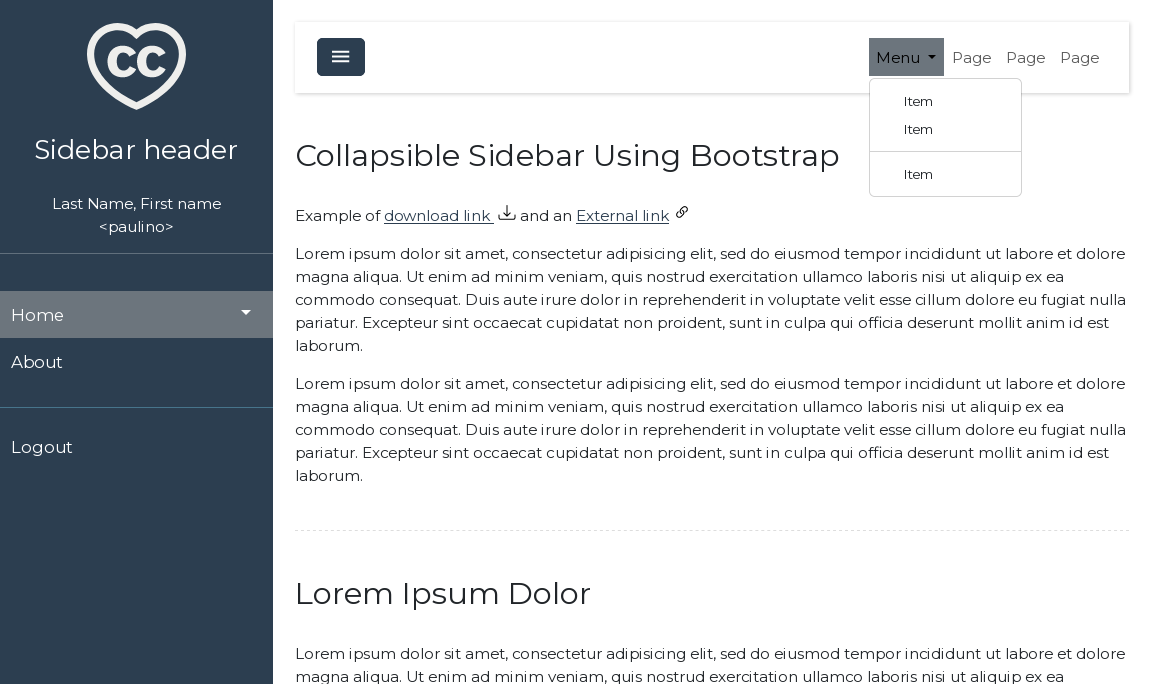 CC
Sidebar header
Last Name, First name
<paulino>
Home
About
Logout
Menu Page Page Page
Item
Item
Item
Collapsible Sidebar Using Bootstrap
Example of download link and an External link
Lorem ipsum dolor sit amet, consectetur adipisicing elit, sed do eiusmod tempor incididunt ut labore et dolore
magna aliqua. Ut enim ad minim veniam, quis nostrud exercitation ullamco laboris nisi ut aliquip ex ea
commodo consequat. Duis aute irure dolor in reprehenderit in voluptate velit esse cillum dolore eu fugiat nulla
pariatur. Excepteur sint occaecat cupidatat non proident, sunt in culpa qui officia deserunt mollit anim id est
laborum.
Lorem ipsum dolor sit amet, consectetur adipisicing elit, sed do eiusmod tempor incididunt ut labore et dolore
magna aliqua. Ut enim ad minim veniam, quis nostrud exercitation ullamco laboris nisi ut aliquip ex ea
commodo consequat. Duis aute irure dolor in reprehenderit in voluptate velit esse cillum dolore eu fugiat nulla
pariatur. Excepteur sint occaecat cupidatat non proident, sunt in culpa qui officia deserunt mollit anim id est
laborum.
Lorem Ipsum Dolor
Lorem ipsum dolor sit amet, consectetur adipisicing elit, sed do eiusmod tempor incididunt ut labore et dolore
magna aliqua. Ut enim ad minim veniam, quis nostrud exercitation ullamco laboris nisi ut aliquip ex ea